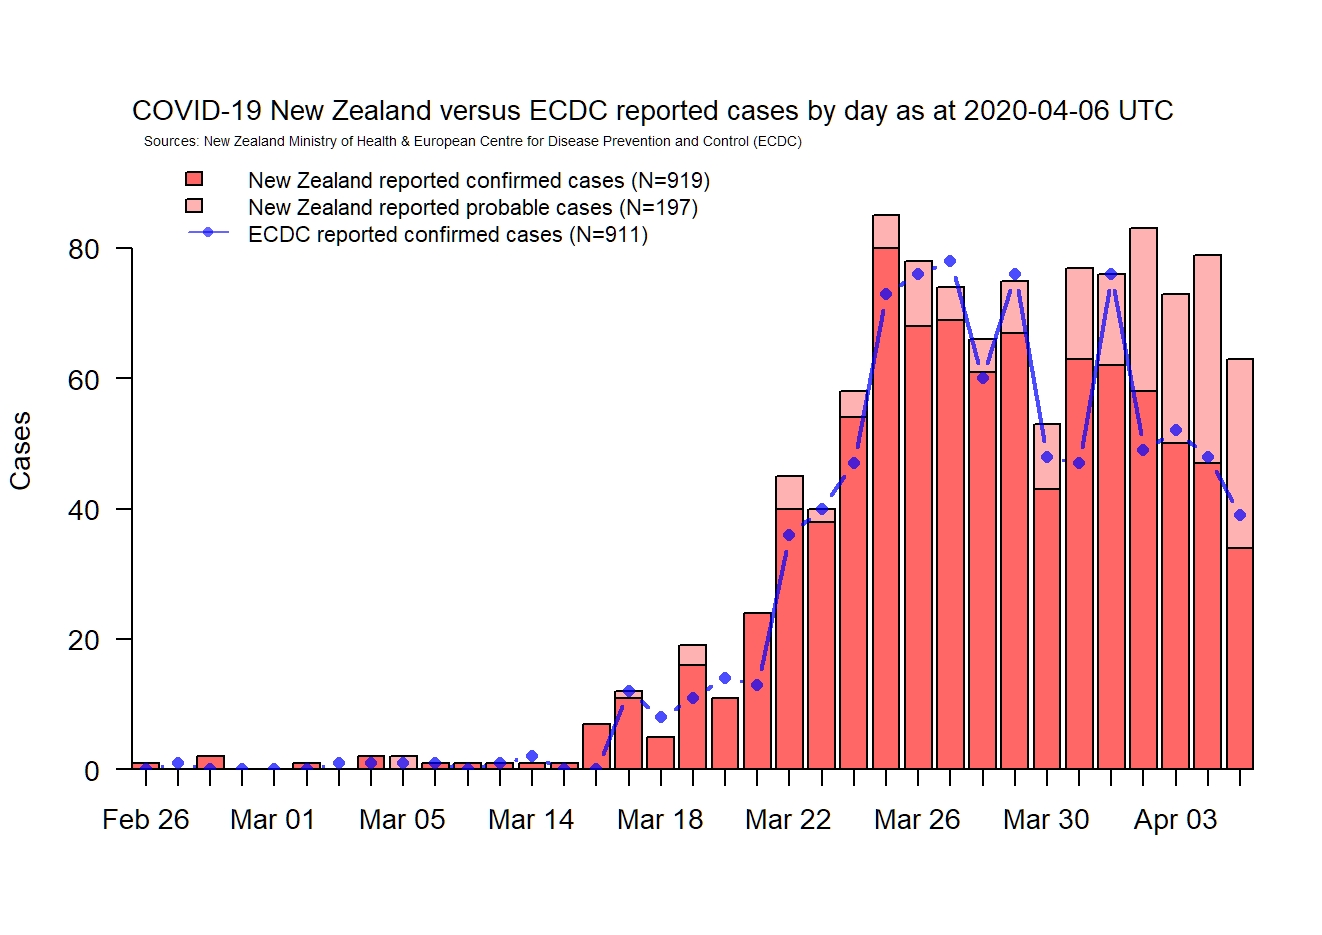 COVID-19 New Zealand versus ECDC reported cases by day as at 2020-04-06 UTC
Sources: New Zealand Ministry of Health & European Centre for Disease Prevention and Control (ECDC)
New Zealand reported confirmed cases (N=919)
New Zealand reported probable cases (N=197)
ECDC reported confirmed cases (N=911)
80
60
40
20
0
Cases
Feb 26 Mar 01 Mar 05 Mar 14 Mar 18 Mar 22 Mar 26 Mar 30 Apr 03